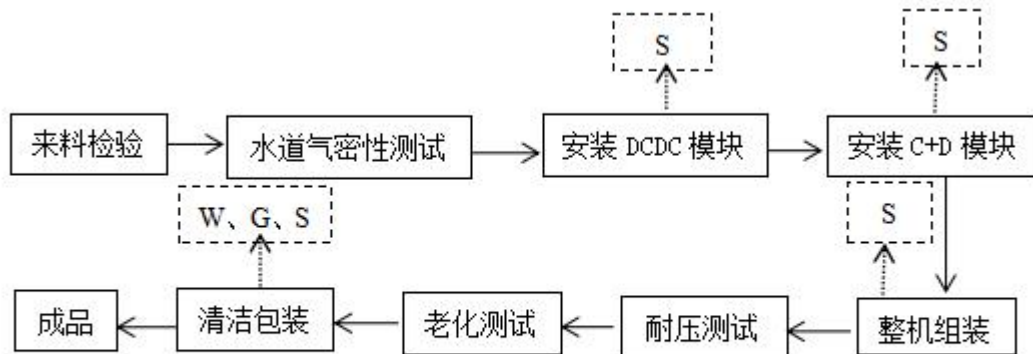 S
S
来料检验
水道气密性测试
安装 DCDC 模块
安装 C+D 模块
W、G、S
S
成品
清洁包装
老化测试
耐压测试
整机组装